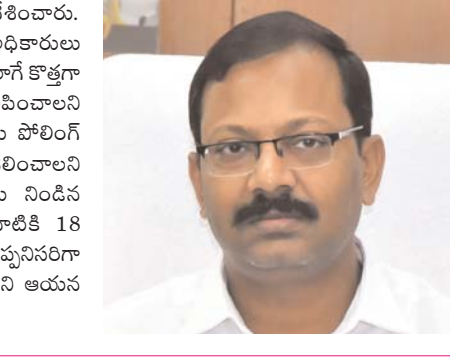 శించారు.
ధికారులు
గే కొత్తగా
పించాలని
పోలింగ్
లించాలని
నిండిన
టికి 18
ప్పనిసరిగా
ని ఆయన